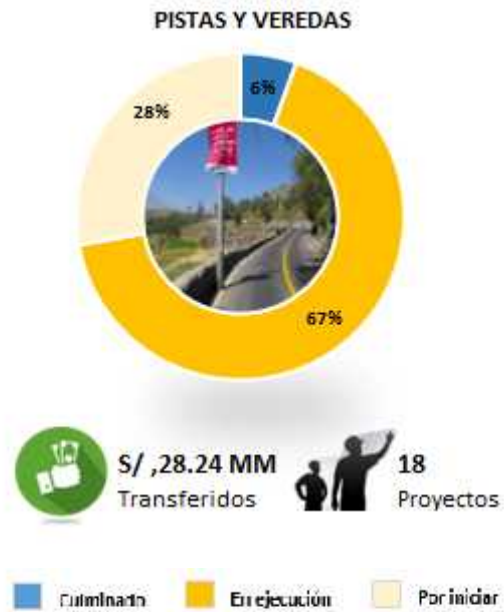 PISTAS Y VEREDAS
6%
28%
67%
S/ ,28.24 MM
Transferidos
18
Proyectos
Culminado
En ejecución
Por iniciar